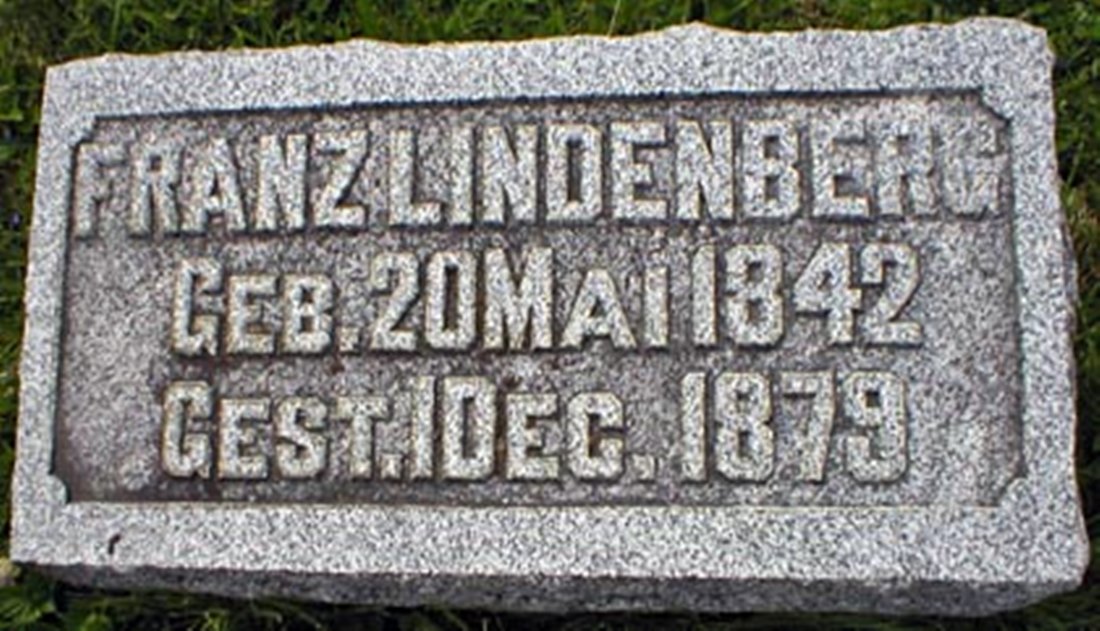 FRANZ LINDENBERG
GEB. 20 MAI 1842
GEST. 1 DEC. 1879